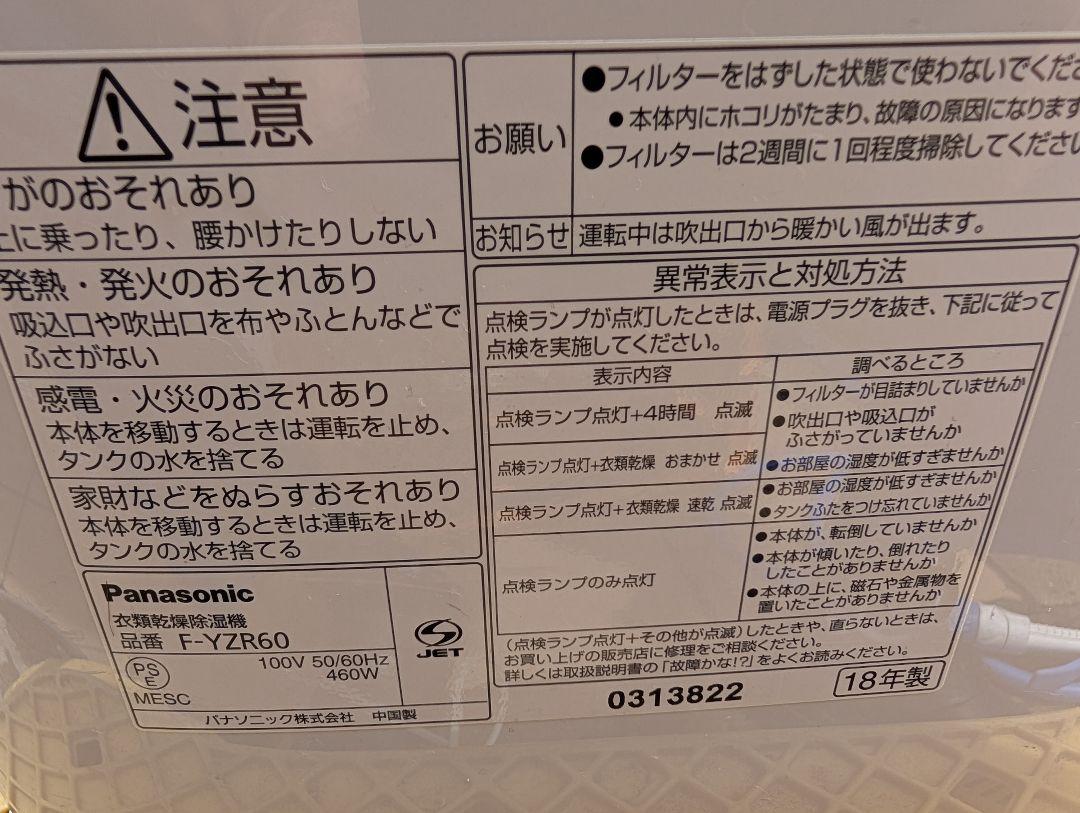 注意
がのおそれあり
上に乗ったり、腰かけたりしない
発熱・発火のおそれあり
吸込口や吹出口を布やふとんなどで
ふさがない
感電・火災のおそれあり
本体を移動するときは運転を止め、
タンクの水を捨てる
家財などをぬらすおそれあり
本体を移動するときは運転を止め、
タンクの水を捨てる
Panasonic
衣類乾燥除湿機
品番 F-YZR60
PS
E
100V 50/60Hz
460W
MESC
JET
パナソニック株式会社 中国製
お願い
●フィルターをはずした状態で使わないでくださ
●本体内にホコリがたまり、故障の原因になります
●フィルターは2週間に1回程度掃除してください
お知らせ 運転中は吹出口から暖かい風が出ます。
異常表示と対処方法
点検ランプが点灯したときは、電源プラグを抜き、下記に従って
点検を実施してください。
表示内容 調べるところ
点検ランプ点灯+4時間 点滅
●フィルターが目詰まりしていませんか
●吹出口や吸込口が
ふさがっていませんか
点検ランプ点灯+衣類乾燥 おまかせ 点滅
●お部屋の湿度が低すぎませんか
点検ランプ点灯+衣類乾燥 速乾 点滅
●お部屋の湿度が低すぎませんか
●タンクふたをつけ忘れていませんか
点検ランプのみ点灯
●本体が、転倒していませんか
●本体が傾いたり、倒れたり
したことがありませんか
●本体の上に、磁石や金属物を
置いたことがありませんか
(点検ランプ点灯+その他が点滅)したときや、直らないときは、
お買い上げの販売店に修理をご相談ください。
詳しくは取扱説明書の「故障かな!?」をよくお読みください。
0313822
18年製